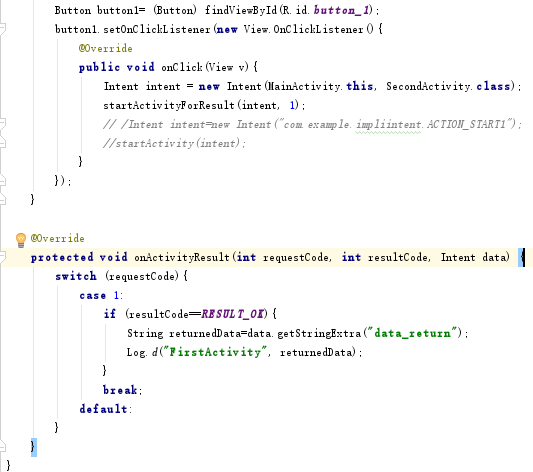 Button button1= (Button) findViewById(R.id.button_1);
button1.setOnClickListener(new View.OnClickListener(){
@Override
public void onClick(View v){
Intent intent = new Intent(MainActivity.this, SecondActivity.class);
startActivityForResult(intent, 1);
// /Intent intent=new Intent("com.example.impliintent.ACTION_START1");
//startActivity(intent);
}
});
}
@Override
protected void onActivityResult(int requestCode, int resultCode, Intent data) {
switch (requestCode){
case 1:
if (resultCode==RESULT_OK){
String returnedData=data.getStringExtra("data_return");
Log.d("FirstActivity", returnedData);
}
break;
default:
}
}
}